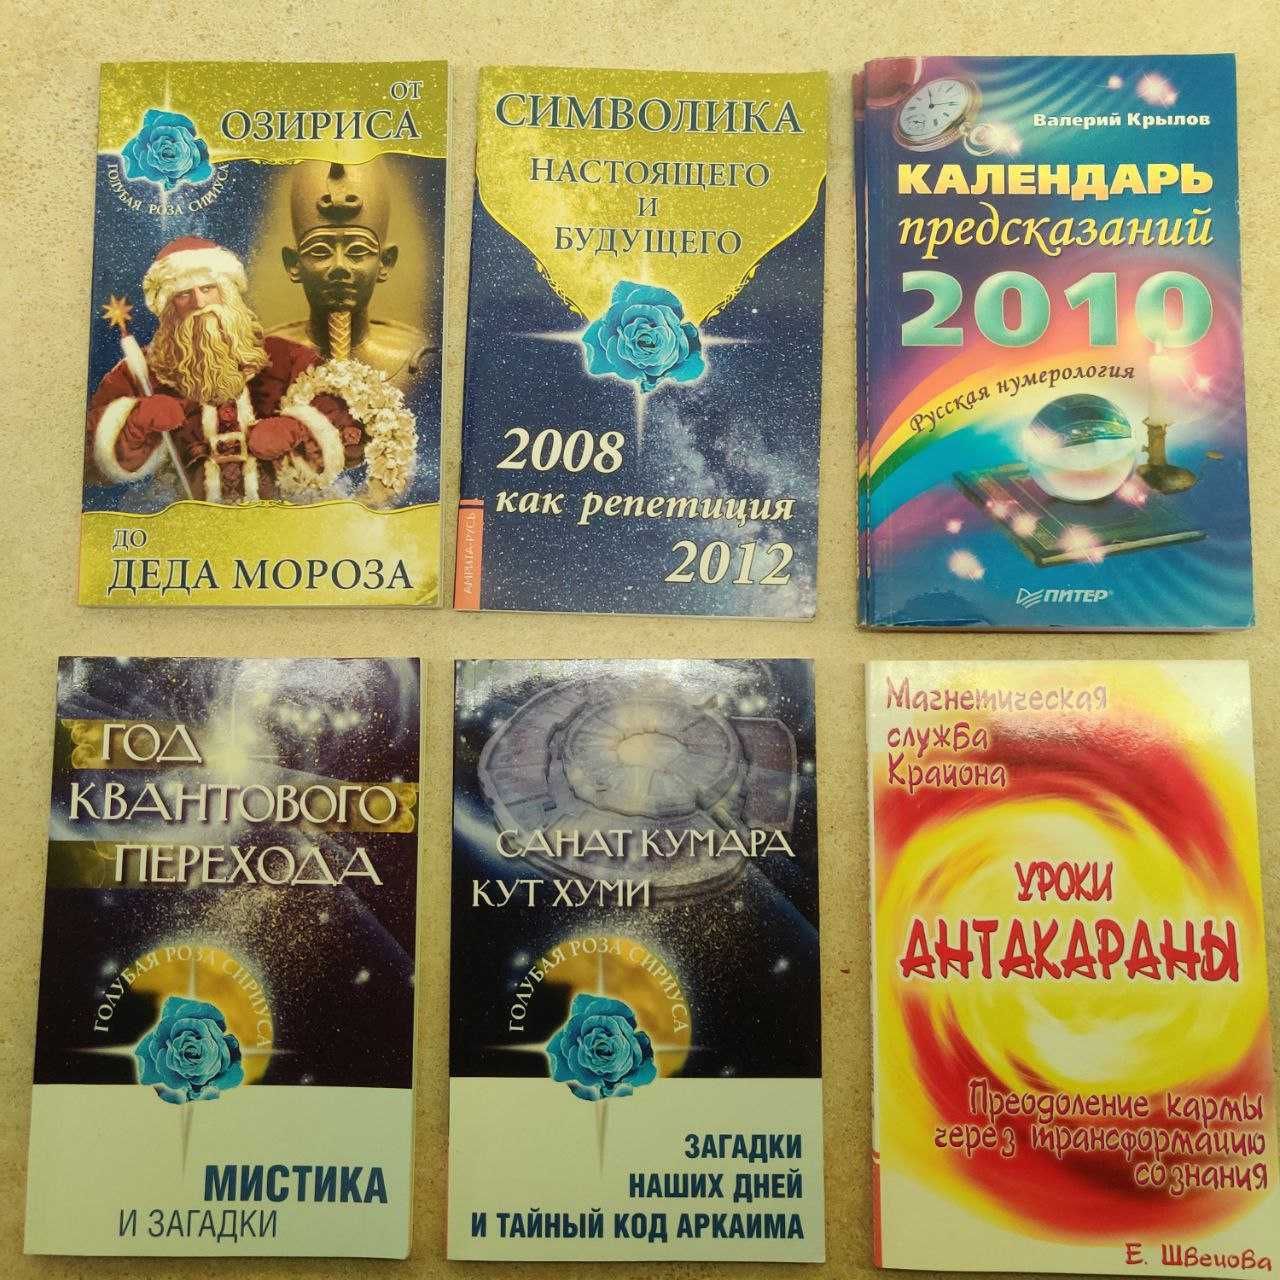 ОТ
ОЗИРИСА
ГОЛУБАЯ РОЗА СИРИУСА
ДО
ДЕДА МОРОЗА
СИМВОЛИКА
НАСТОЯЩЕГО
И
БУДУЩЕГО
2008
как репетиция
2012
АМРИТА-РУСЬ
Валерий Крылов
КАЛЕНДАРЬ
предсказаний
2010
Русская нумерология
ПИТЕР
ГОД
КВАНТОВОГО
ПЕРЕХОДА
ГОЛУБАЯ РОЗА СИРИУСА
МИСТИКА
И ЗАГАДКИ
САНАТ КУМАРА
КУТ ХУМИ
ГОЛУБАЯ РОЗА СИРИУСА
ЗАГАДКИ
НАШИХ ДНЕЙ
И ТАЙНЫЙ КОД АРКАИМА
Магнетическая
служба
Крайона
УРОКИ
АНТАКАРАНЫ
Преодоление кармы
через трансформацию
сознания
Е. Швецова